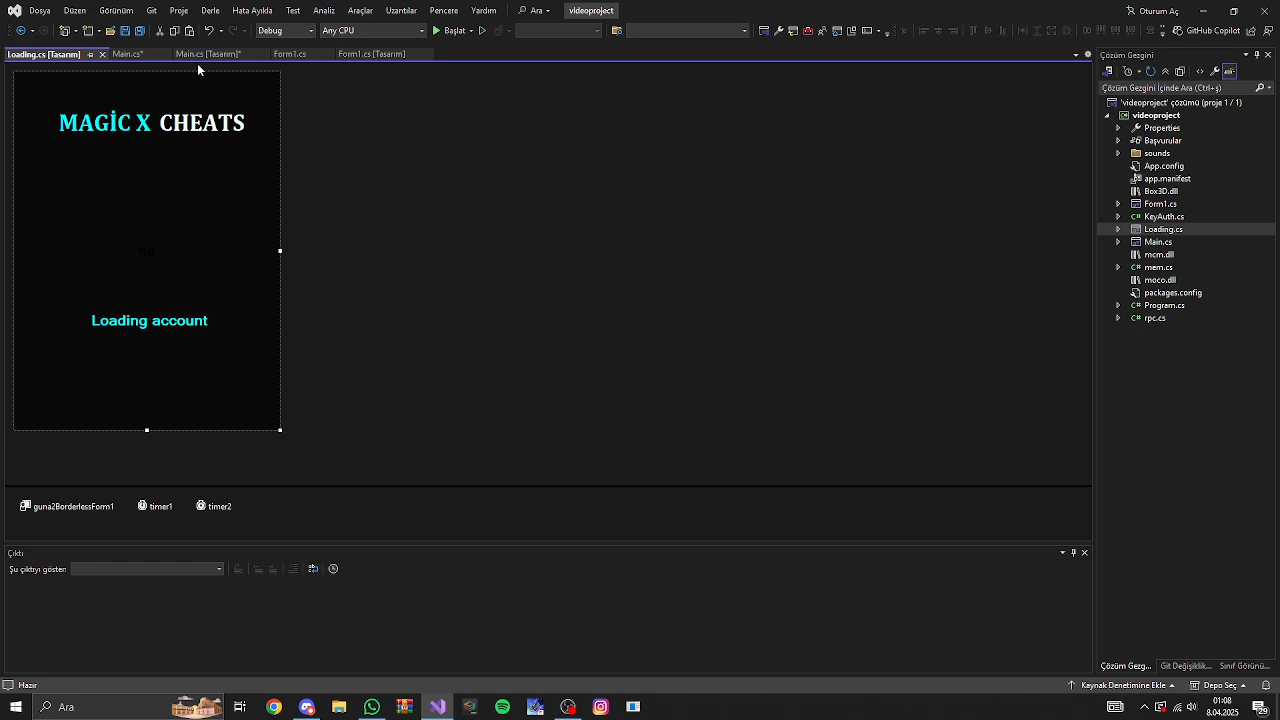 Dosya Düzen Görünüm Git Proje Derle Hata Ayıkla Test Analiz Araçlar Uzantılar Pencere Yardım Ara videoproject Oturum Aç
Debug Any CPU Başlat GitHub Copilot
Loading.cs [Tasarım] Main.cs* Main.cs [Tasarım]* Form1.cs Form1.cs [Tasarım]
MAGİC X CHEATS
%0
Loading account
guna2BorderlessForm1 timer1 timer2
Çıktı
Şu çıktıyı göster:
Çözüm Gezgini
Çözüm Gezgini İçinde Ara (Ctrl+ş)
'videoproject' çözümü (proje 1 / 1)
videoproject
Properties
Başvurular
sounds
App.config
app.manifest
Box3D.dll
Form1.cs
KeyAuth.cs
Loading.cs
Main.cs
mcm.dll
mem.cs
moco.dll
packages.config
Program.cs
rpc.cs
Çözüm Gezg... Git Değişiklik... Sınıf Görünü...
Hazır Kaynak Denetimine Ekle Depo Seç
Ara
01:08
8.04.2025